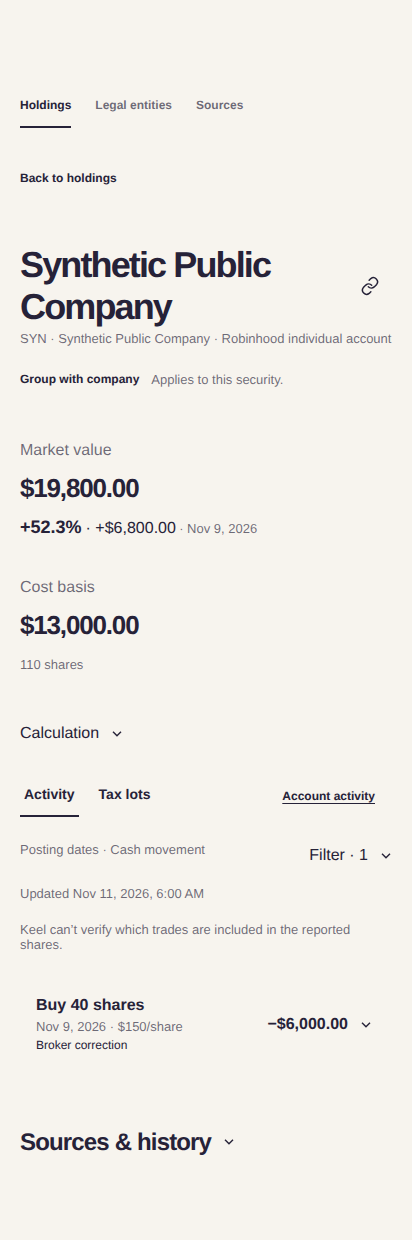 Holdings Legal entities Sources
Back to holdings
Synthetic Public
Company
SYN · Synthetic Public Company · Robinhood individual account
Group with company Applies to this security.
Market value
$19,800.00
+52.3% · +$6,800.00 · Nov 9, 2026
Cost basis
$13,000.00
110 shares
Calculation
Activity Tax lots Account activity
Posting dates · Cash movement
Filter · 1
Updated Nov 11, 2026, 6:00 AM
Keel can’t verify which trades are included in the reported
shares.
Buy 40 shares
Nov 9, 2026 · $150/share
−$6,000.00
Broker correction
Sources & history